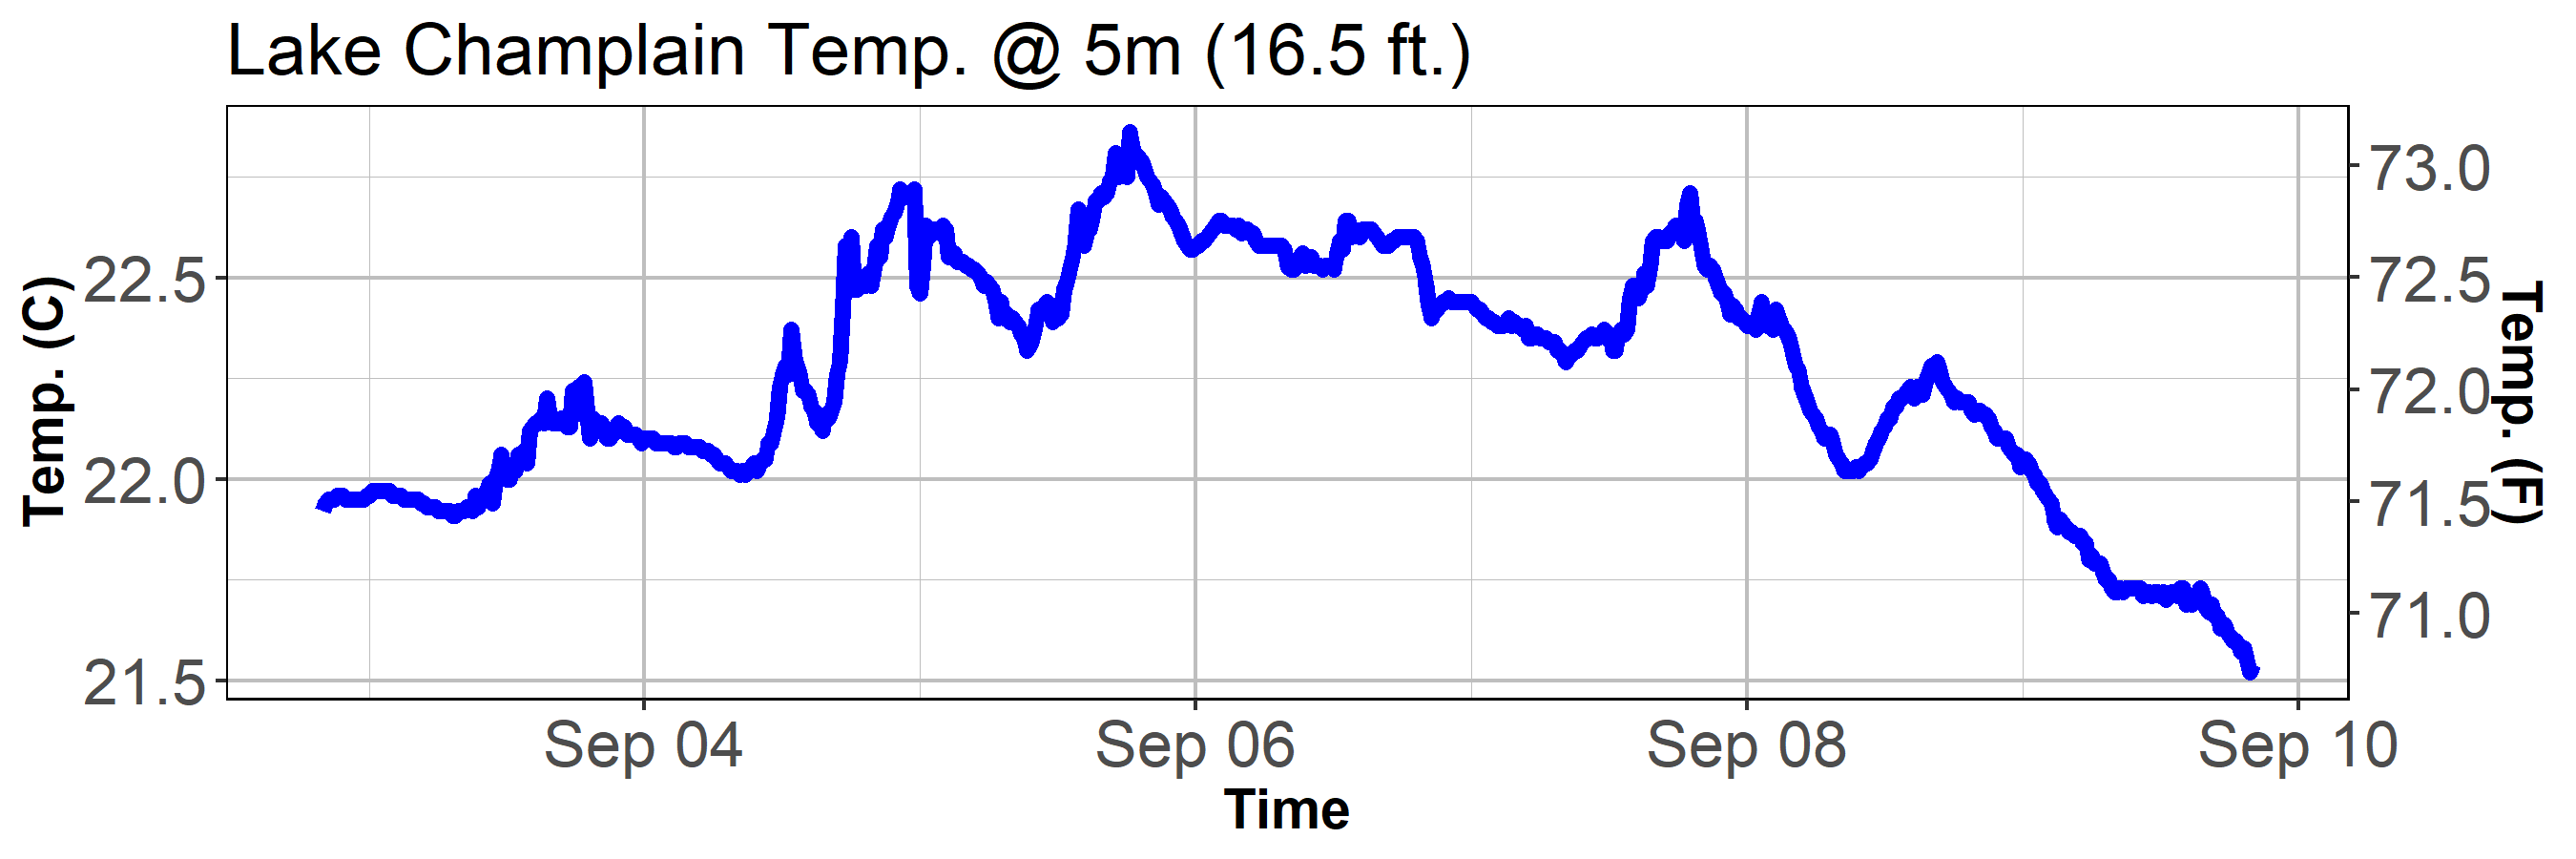 Lake Champlain Temp. @ 5m (16.5 ft.)
Temp. (C)
22.5
22.0
21.5
73.0
72.5
72.0
71.5
71.0
Temp. (F)
Sep 04 Sep 06 Sep 08 Sep 10
Time